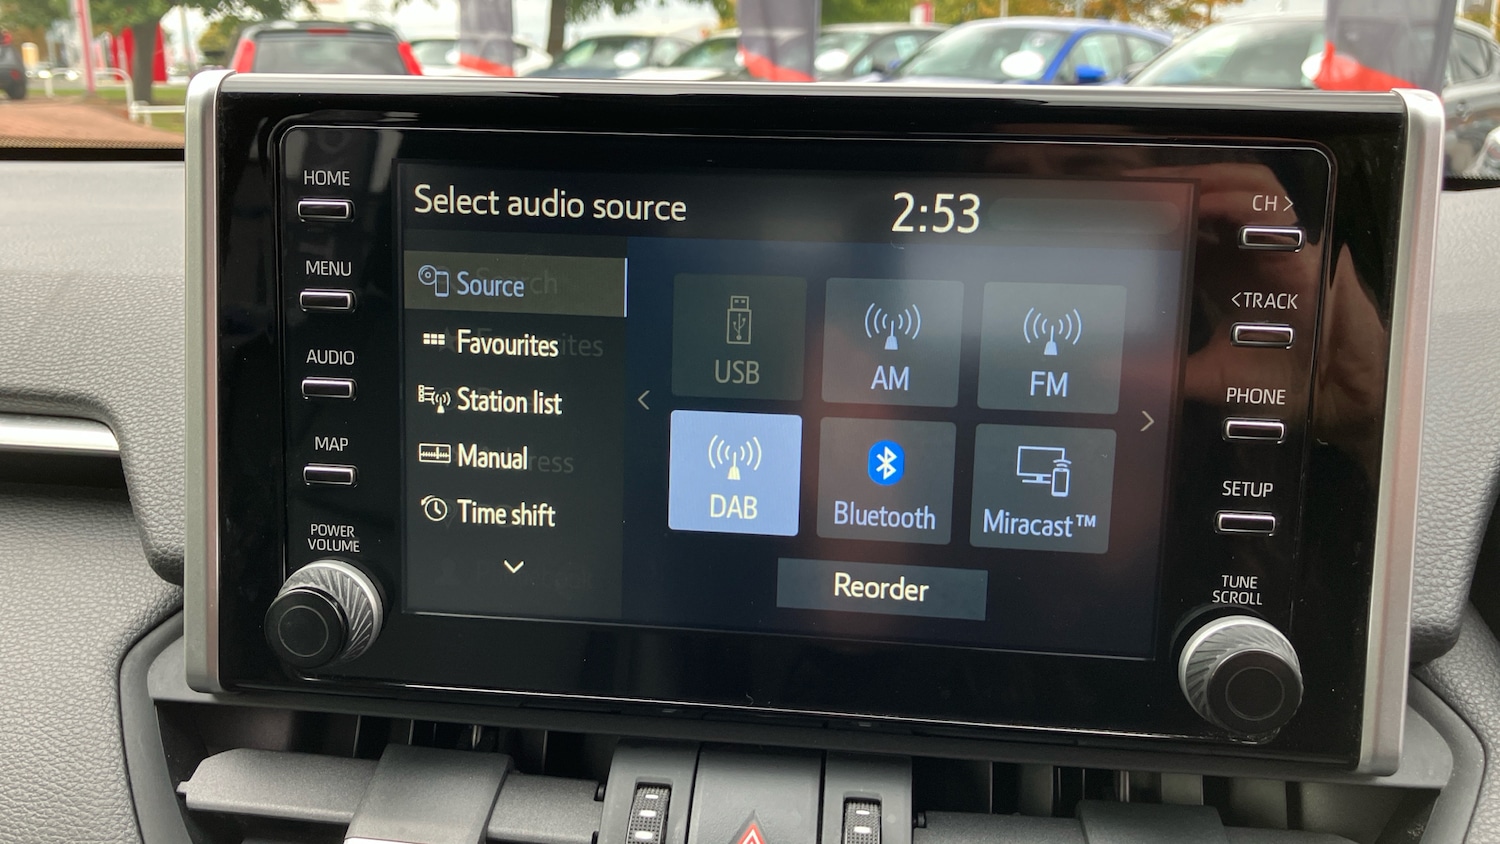 HOME
MENU
AUDIO
MAP
POWER
VOLUME
Select audio source
2:53
Source
Favourites
Station list
Manual
Time shift
USB
AM
FM
DAB
Bluetooth
Miracast™
Reorder
CH >
<TRACK
PHONE
SETUP
TUNE
SCROLL